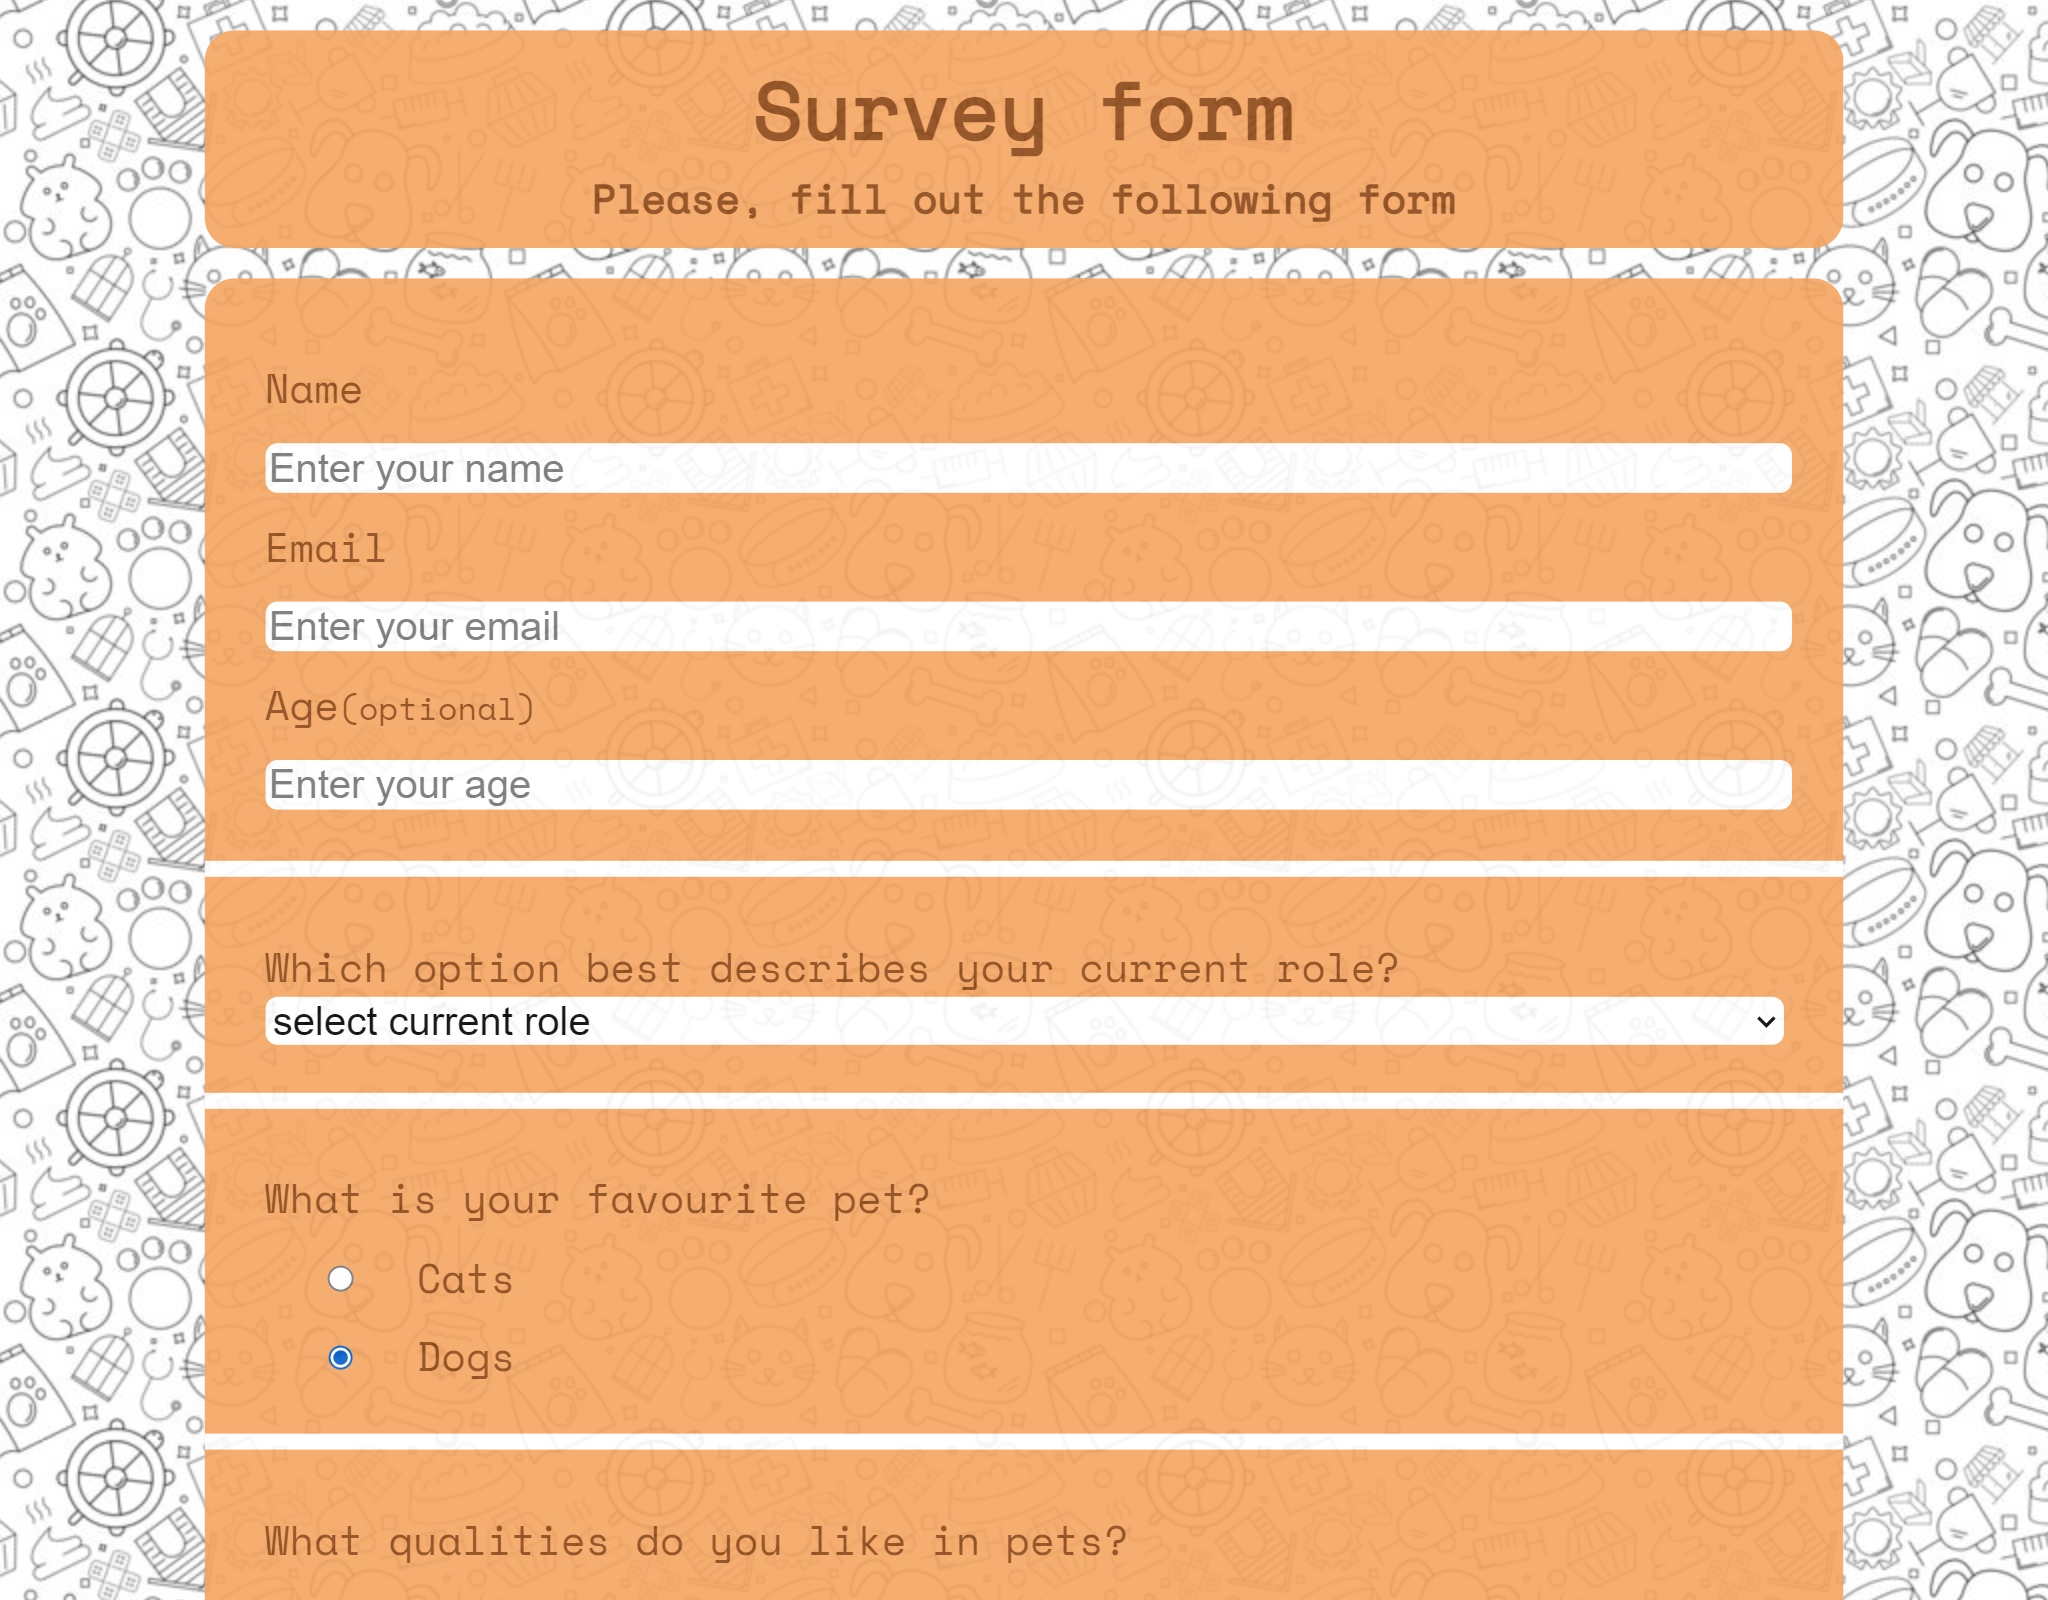 Survey form
Please, fill out the following form
Name
Enter your name
Email
Enter your email
Age(optional)
Enter your age
Which option best describes your current role?
select current role
What is your favourite pet?
Cats
Dogs
What qualities do you like in pets?